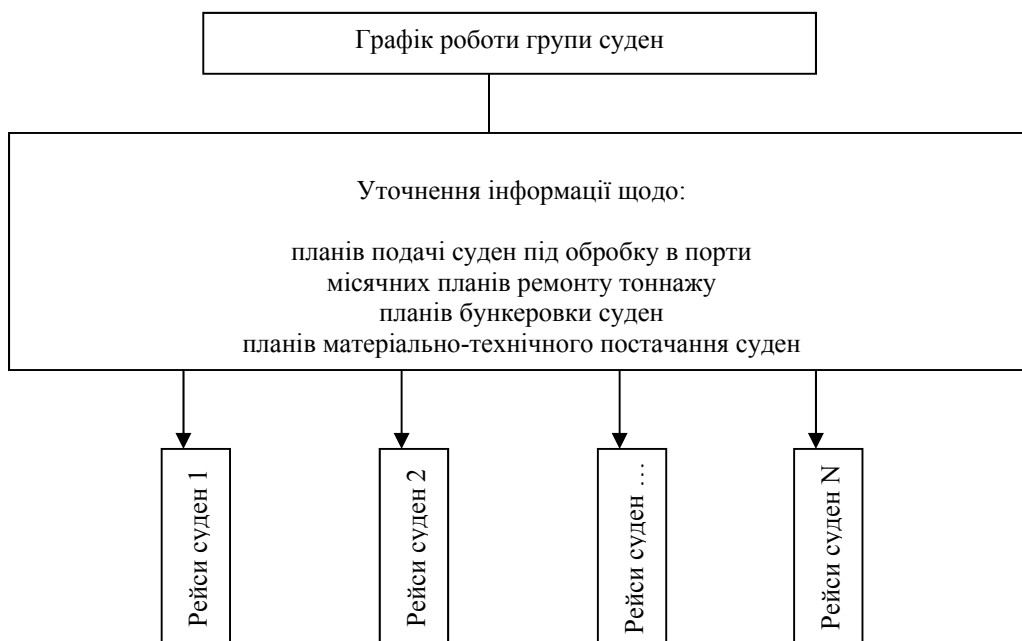 Графік роботи групи суден
Уточнення інформації щодо:
планів подачі суден під обробку в порти
місячних планів ремонту тоннажу
планів бункеровки суден
планів матеріально-технічного постачання суден
Рейси суден 1
Рейси суден 2
Рейси суден …
Рейси суден N